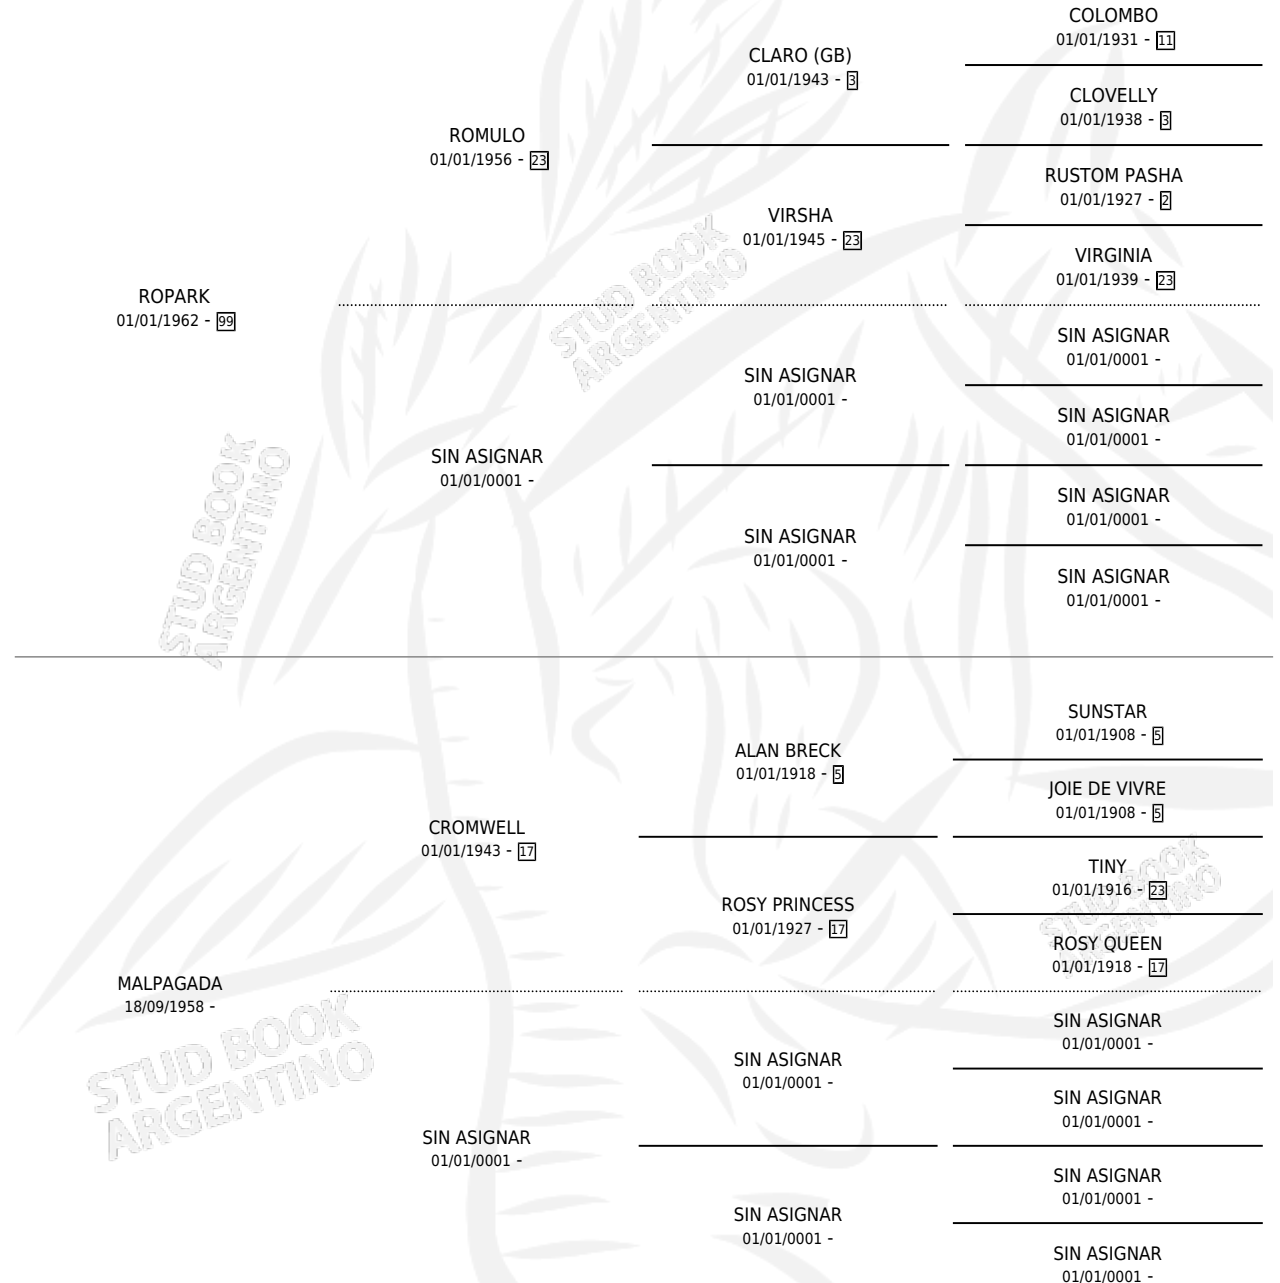 COLOMBO
01/01/1931 - 11
CLARO (GB)
01/01/1943 - 3
CLOVELLY
01/01/1938 - 3
ROMULO
01/01/1956 - 23
RUSTOM PASHA
01/01/1927 - 2
VIRSHA
01/01/1945 - 23
VIRGINIA
01/01/1939 - 23
ROPARK
01/01/1962 - 99
SIN ASIGNAR
01/01/0001 -
SIN ASIGNAR
01/01/0001 -
SIN ASIGNAR
01/01/0001 -
SIN ASIGNAR
01/01/0001 -
SIN ASIGNAR
01/01/0001 -
SIN ASIGNAR
01/01/0001 -
SIN ASIGNAR
01/01/0001 -
STUD BOOK
ARGENTINO
STUD BOOK
ARGENTINO
SUNSTAR
01/01/1908 - 5
ALAN BRECK
01/01/1918 - 5
JOIE DE VIVRE
01/01/1908 - 5
CROMWELL
01/01/1943 - 17
TINY
01/01/1916 - 23
ROSY PRINCESS
01/01/1927 - 17
ROSY QUEEN
01/01/1918 - 17
MALPAGADA
18/09/1958 -
SIN ASIGNAR
01/01/0001 -
SIN ASIGNAR
01/01/0001 -
SIN ASIGNAR
01/01/0001 -
SIN ASIGNAR
01/01/0001 -
SIN ASIGNAR
01/01/0001 -
SIN ASIGNAR
01/01/0001 -
SIN ASIGNAR
01/01/0001 -
STUD BOOK
ARGENTINO
STUD BOOK
ARGENTINO